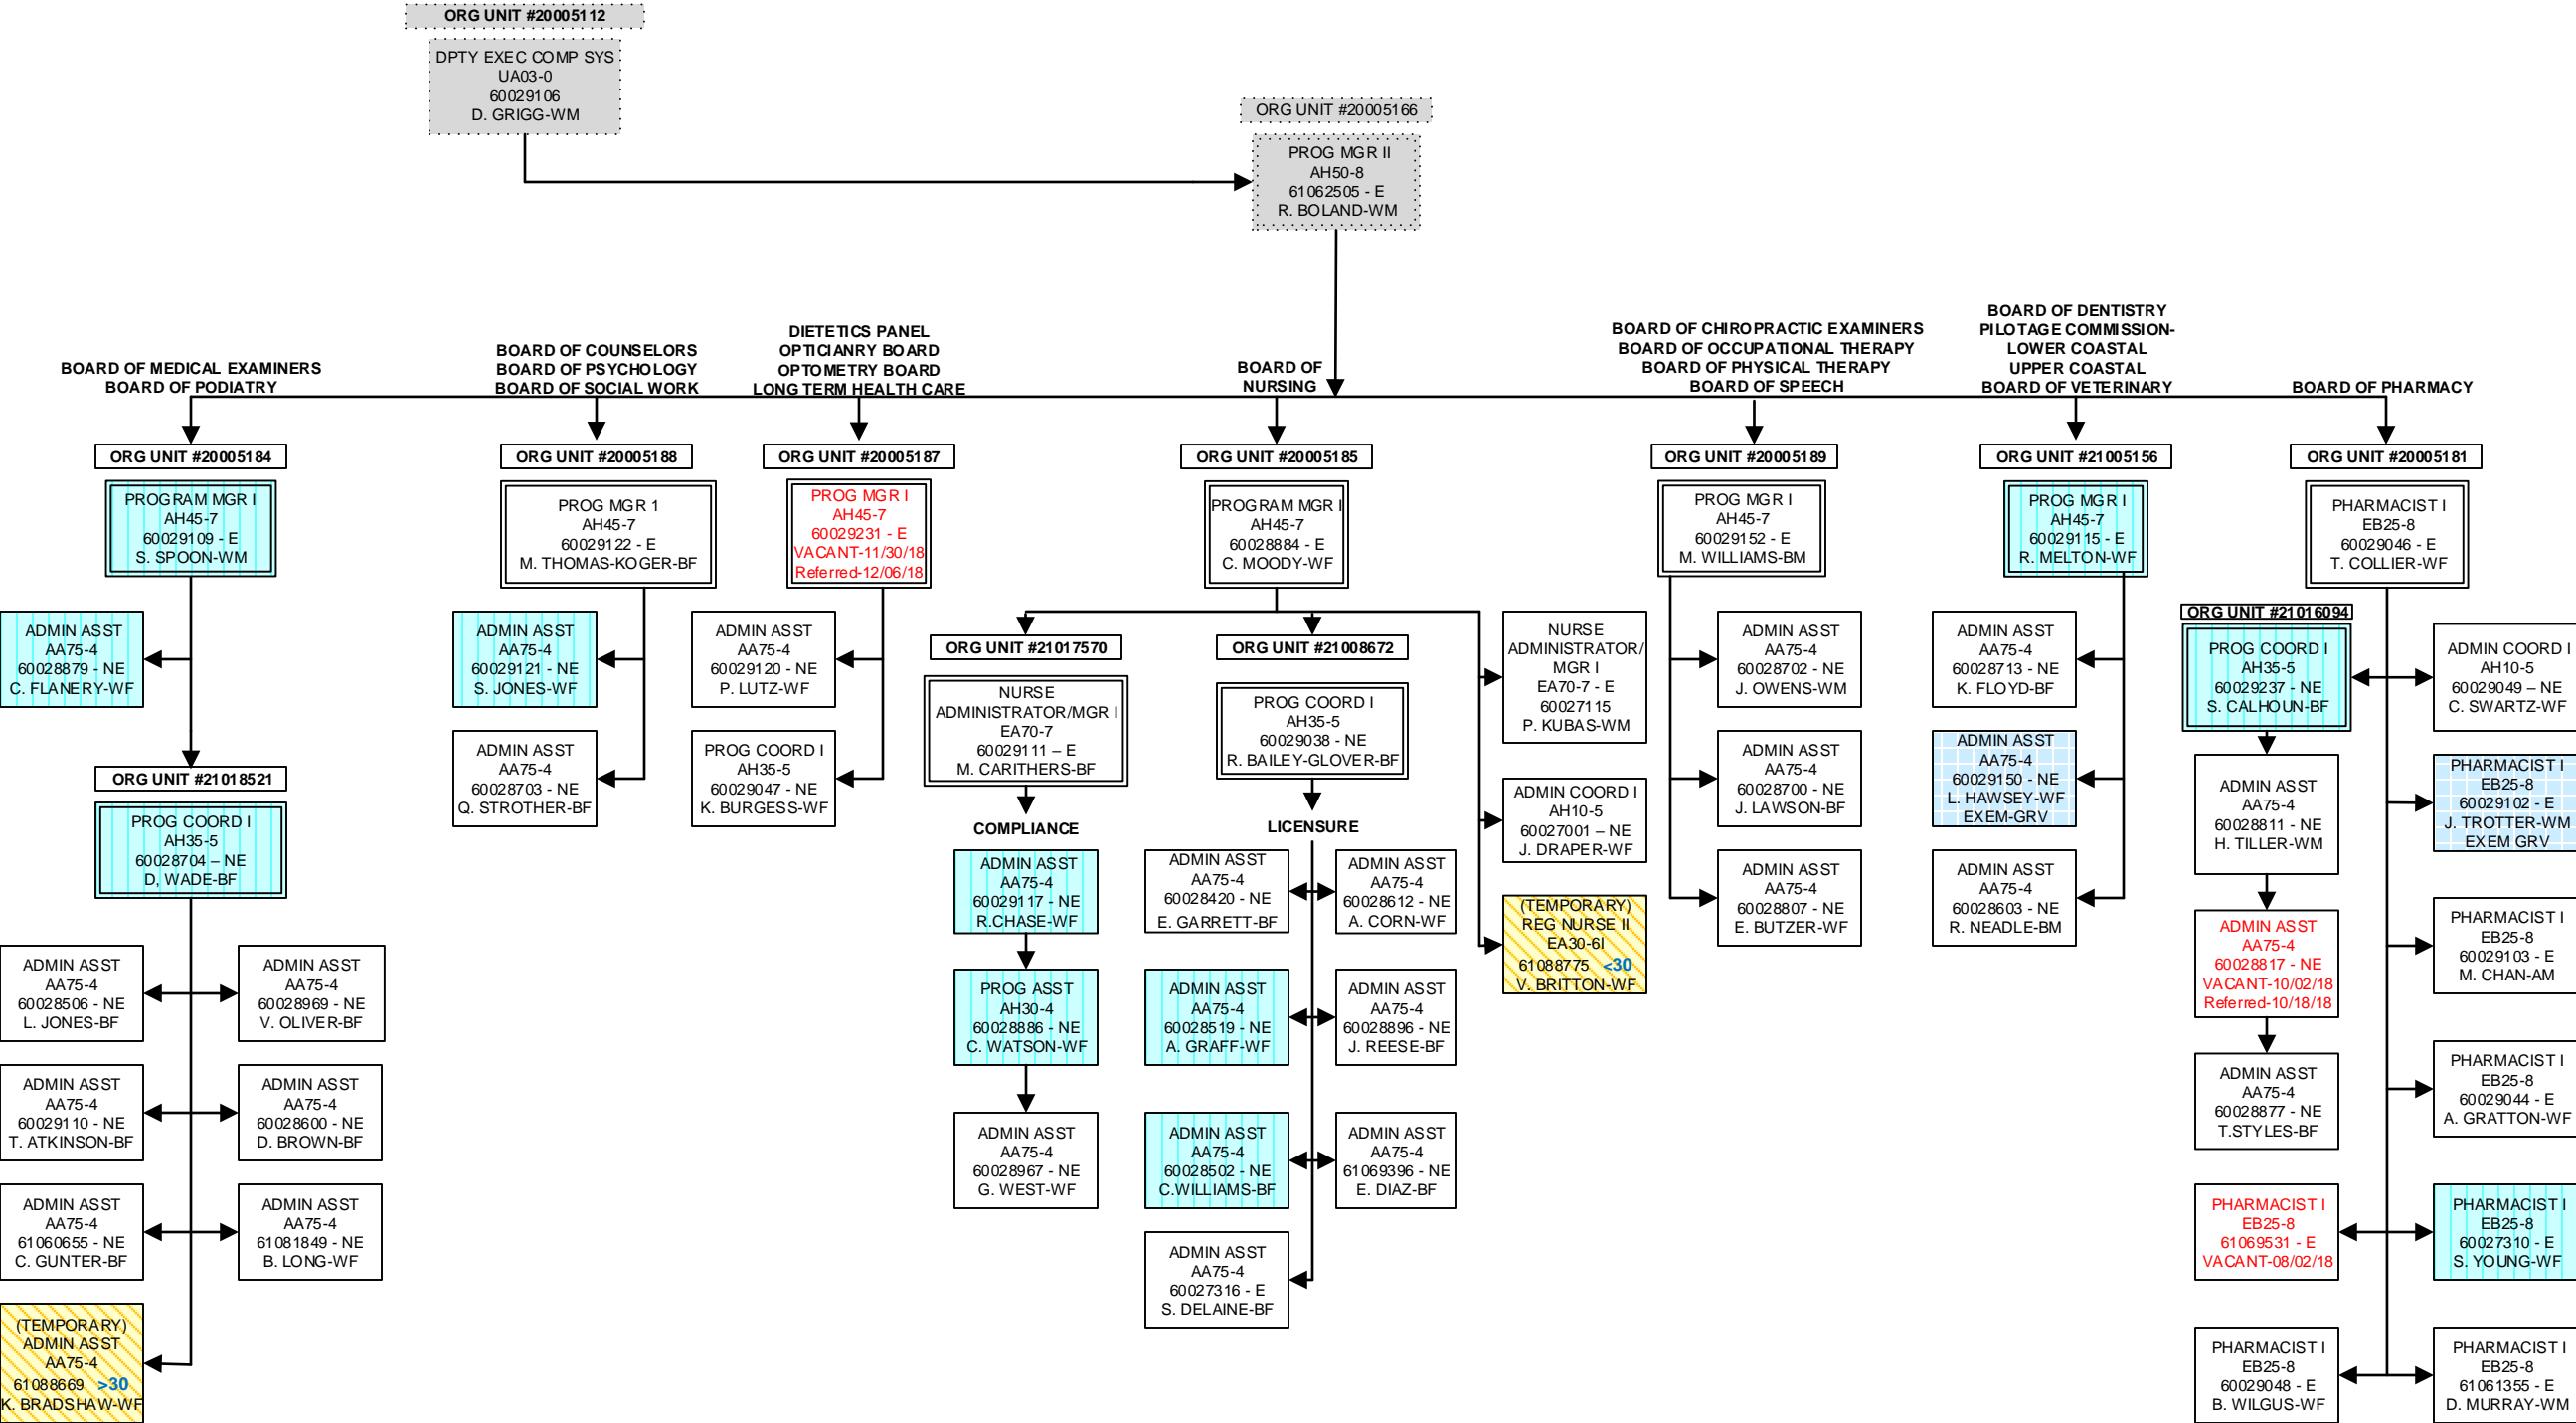 ORG UNIT #20005112
DPTY EXEC COMP SYS
UA03-0
60029106
D. GRIGG-WM
ORG UNIT #20005166
PROG MGR II
AH50-8
61062505 - E
R. BOLAND-WM
BOARD OF MEDICAL EXAMINERS
BOARD OF PODIATRY
ORG UNIT #20005184
PROGRAM MGR I
AH45-7
60029109 - E
S. SPOON-WM
ADMIN ASST
AA75-4
60028879 - NE
C. FLANERY-WF
ORG UNIT #21018521
PROG COORD I
AH35-5
60028704 – NE
D, WADE-BF
ADMIN ASST
AA75-4
60028506 - NE
L. JONES-BF
ADMIN ASST
AA75-4
60028969 - NE
V. OLIVER-BF
ADMIN ASST
AA75-4
60029110 - NE
T. ATKINSON-BF
ADMIN ASST
AA75-4
60028600 - NE
D. BROWN-BF
ADMIN ASST
AA75-4
61060655 - NE
C. GUNTER-BF
ADMIN ASST
AA75-4
61081849 - NE
B. LONG-WF
(TEMPORARY)
ADMIN ASST
AA75-4
61088669 >30
K. BRADSHAW-WF
BOARD OF COUNSELORS
BOARD OF PSYCHOLOGY
BOARD OF SOCIAL WORK
ORG UNIT #20005188
PROG MGR 1
AH45-7
60029122 - E
M. THOMAS-KOGER-BF
ADMIN ASST
AA75-4
60029121 - NE
S. JONES-WF
ADMIN ASST
AA75-4
60028703 - NE
Q. STROTHER-BF
DIETETICS PANEL
OPTICIANRY BOARD
OPTOMETRY BOARD
LONG TERM HEALTH CARE
ORG UNIT #20005187
PROG MGR I
AH45-7
60029231 - E
VACANT-11/30/18
Referred-12/06/18
ADMIN ASST
AA75-4
60029120 - NE
P. LUTZ-WF
PROG COORD I
AH35-5
60029047 - NE
K. BURGESS-WF
BOARD OF
NURSING
ORG UNIT #20005185
PROGRAM MGR I
AH45-7
60028884 - E
C. MOODY-WF
ORG UNIT #21017570
NURSE
ADMINISTRATOR/MGR I
EA70-7
60029111 – E
M. CARITHERS-BF
COMPLIANCE
ADMIN ASST
AA75-4
60029117 - NE
R.CHASE-WF
PROG ASST
AH30-4
60028886 - NE
C. WATSON-WF
ADMIN ASST
AA75-4
60028967 - NE
G. WEST-WF
ORG UNIT #21008672
PROG COORD I
AH35-5
60029038 - NE
R. BAILEY-GLOVER-BF
LICENSURE
ADMIN ASST
AA75-4
60028420 - NE
E. GARRETT-BF
ADMIN ASST
AA75-4
60028612 - NE
A. CORN-WF
ADMIN ASST
AA75-4
60028519 - NE
A. GRAFF-WF
ADMIN ASST
AA75-4
60028896 - NE
J. REESE-BF
ADMIN ASST
AA75-4
60028502 - NE
C.WILLIAMS-BF
ADMIN ASST
AA75-4
61069396 - NE
E. DIAZ-BF
ADMIN ASST
AA75-4
60027316 - E
S. DELAINE-BF
NURSE
ADMINISTRATOR/
MGR I
EA70-7 - E
60027115
P. KUBAS-WM
ADMIN COORD I
AH10-5
60027001 – NE
J. DRAPER-WF
(TEMPORARY)
REG NURSE II
EA30-6I
61088775 <30
V. BRITTON-WF
BOARD OF CHIROPRACTIC EXAMINERS
BOARD OF OCCUPATIONAL THERAPY
BOARD OF PHYSICAL THERAPY
BOARD OF SPEECH
ORG UNIT #20005189
PROG MGR I
AH45-7
60029152 - E
M. WILLIAMS-BM
ADMIN ASST
AA75-4
60028702 - NE
J. OWENS-WM
ADMIN ASST
AA75-4
60028700 - NE
J. LAWSON-BF
ADMIN ASST
AA75-4
60028807 - NE
E. BUTZER-WF
BOARD OF DENTISTRY
PILOTAGE COMMISSION-
LOWER COASTAL
UPPER COASTAL
BOARD OF VETERINARY
ORG UNIT #21005156
PROG MGR I
AH45-7
60029115 - E
R. MELTON-WF
ADMIN ASST
AA75-4
60028713 - NE
K. FLOYD-BF
ADMIN ASST
AA75-4
60029150 - NE
L. HAWSEY-WF
EXEM-GRV
ADMIN ASST
AA75-4
60028603 - NE
R. NEADLE-BM
BOARD OF PHARMACY
ORG UNIT #20005181
PHARMACIST I
EB25-8
60029046 - E
T. COLLIER-WF
ORG UNIT #21016094
PROG COORD I
AH35-5
60029237 - NE
S. CALHOUN-BF
ADMIN COORD I
AH10-5
60029049 – NE
C. SWARTZ-WF
ADMIN ASST
AA75-4
60028811 - NE
H. TILLER-WM
PHARMACIST I
EB25-8
60029102 - E
J. TROTTER-WM
EXEM GRV
ADMIN ASST
AA75-4
60028817 - NE
VACANT-10/02/18
Referred-10/18/18
PHARMACIST I
EB25-8
60029103 - E
M. CHAN-AM
ADMIN ASST
AA75-4
60028877 - NE
T.STYLES-BF
PHARMACIST I
EB25-8
60029044 - E
A. GRATTON-WF
PHARMACIST I
EB25-8
61069531 - E
VACANT-08/02/18
PHARMACIST I
EB25-8
60027310 - E
S. YOUNG-WF
PHARMACIST I
EB25-8
60029048 - E
B. WILGUS-WF
PHARMACIST I
EB25-8
61061355 - E
D. MURRAY-WM